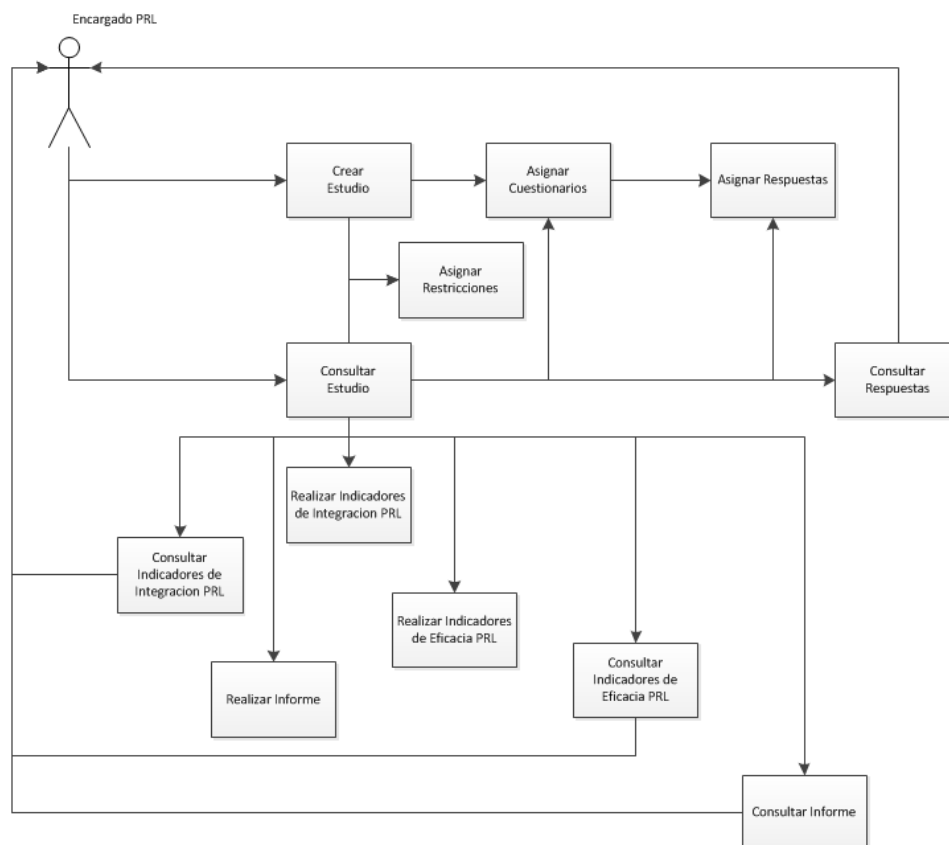 Encargado PRL
Crear
Estudio
Asignar
Cuestionarios
Asignar Respuestas
Asignar
Restricciones
Consultar
Estudio
Consultar
Respuestas
Realizar Indicadores
de Integracion PRL
Consultar
Indicadores de
Integracion PRL
Realizar Indicadores
de Eficacia PRL
Consultar
Indicadores de
Eficacia PRL
Realizar Informe
Consultar Informe